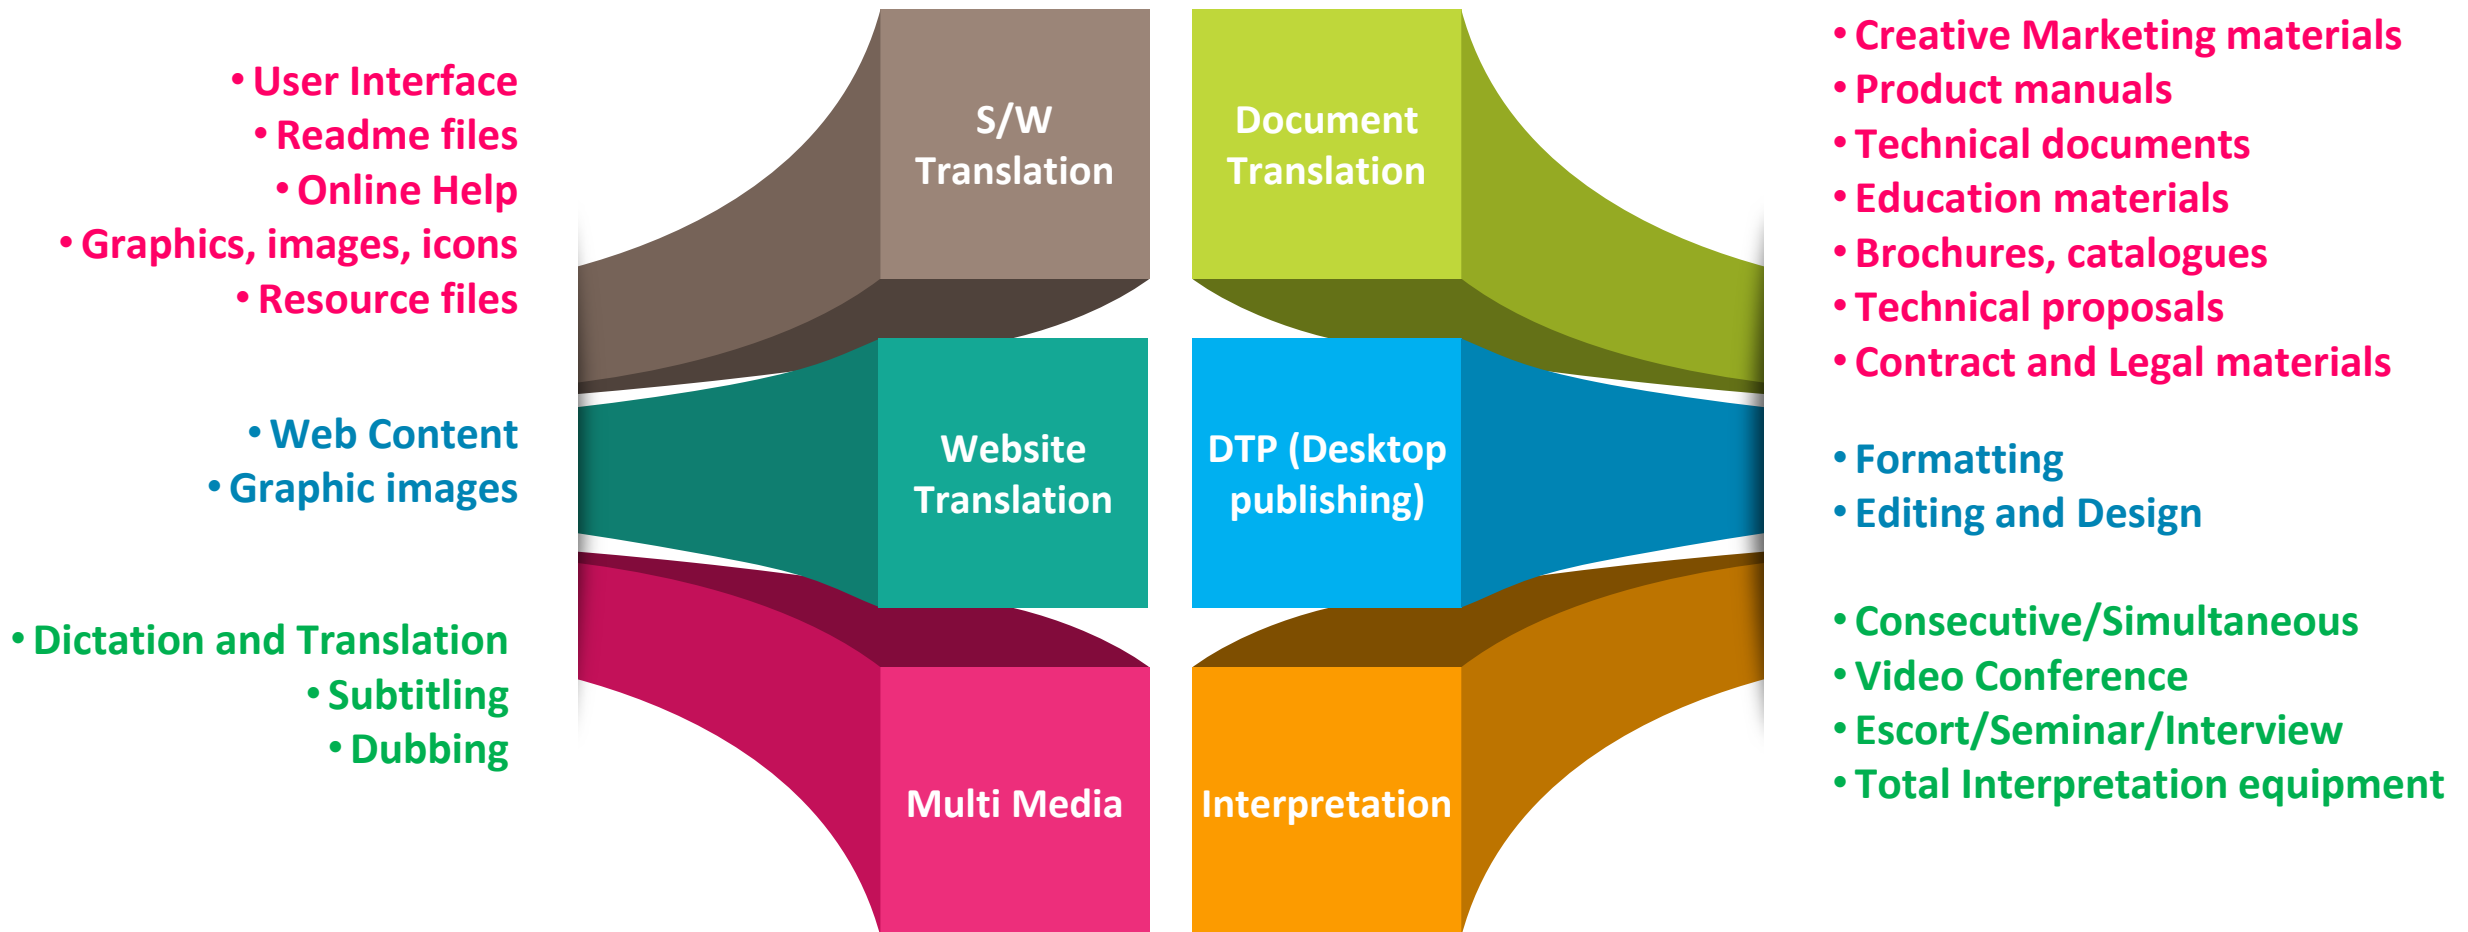 • User Interface
• Readme files
• Online Help
• Graphics, images, icons
• Resource files
S/W
Translation
Document
Translation
• Creative Marketing materials
• Product manuals
• Technical documents
• Education materials
• Brochures, catalogues
• Technical proposals
• Contract and Legal materials
• Web Content
• Graphic images
Website
Translation
DTP (Desktop
publishing)
• Formatting
• Editing and Design
• Dictation and Translation
• Subtitling
• Dubbing
Multi Media
Interpretation
• Consecutive/Simultaneous
• Video Conference
• Escort/Seminar/Interview
• Total Interpretation equipment